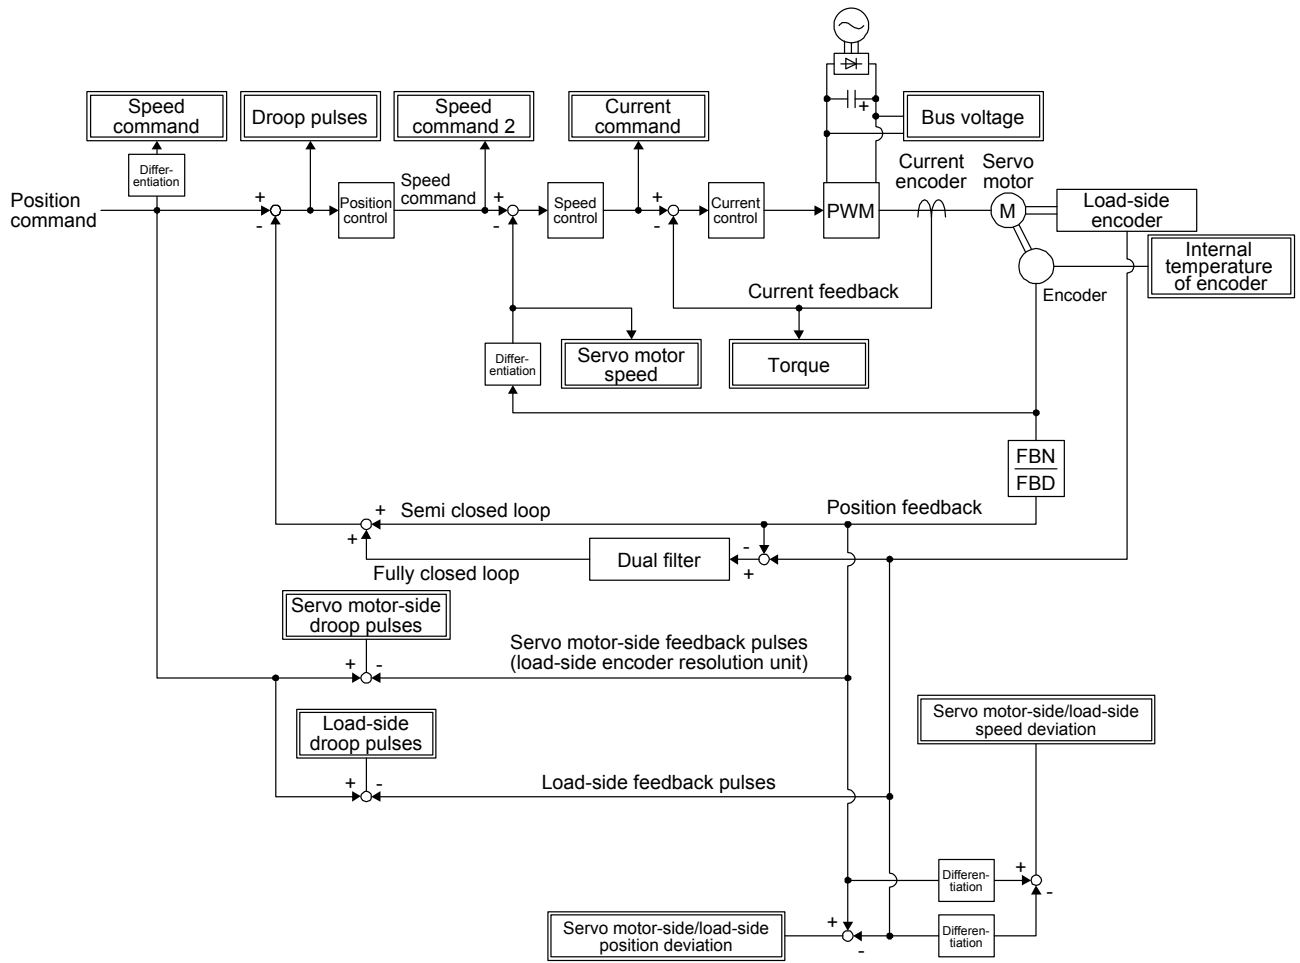 Speed
command
Droop pulses
Speed
command 2
Current
command
Bus voltage
+
Differ-
entiation
Position
command
+
-
Position
control
Speed
command
+
-
Speed
control
+
-
Current
control
PWM
Current
encoder
Servo
motor
M
Load-side
encoder
Internal
temperature
of encoder
Encoder
Current feedback
Differ-
entiation
Servo motor
speed
Torque
FBN
FBD
Position feedback
+
Semi closed loop
+
Fully closed loop
Dual filter
-
+
Servo motor-side
droop pulses
+
-
Servo motor-side feedback pulses
(load-side encoder resolution unit)
Load-side
droop pulses
+
-
Load-side feedback pulses
Servo motor-side/load-side
speed deviation
Differen-
tiation
+
-
Servo motor-side/load-side
position deviation
+
-
Differen-
tiation